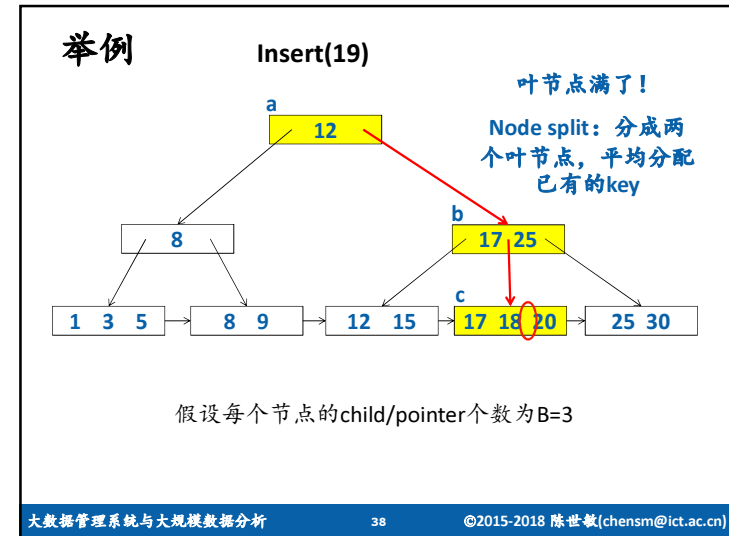 举例
Insert(19)
叶节点满了！
Node split：分成两
个叶节点，平均分配
已有的key
a
12
b
8
17 25
c
1 3 5
8 9
12 15
17 18 20
25 30
假设每个节点的child/pointer个数为B=3
大数据管理系统与大规模数据分析
38
©2015-2018 陈世敏(chensm@ict.ac.cn)